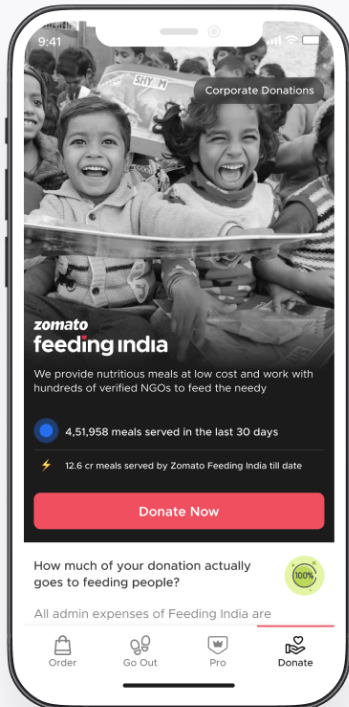 9:41
Corporate Donations
SHY M
zomato
feeding india
We provide nutritious meals at low cost and work with
hundreds of verified NGOs to feed the needy
4,51,958 meals served in the last 30 days
12.6 cr meals served by Zomato Feeding India till date
Donate Now
How much of your donation actually
goes to feeding people?
100%
All admin expenses of Feeding India are
Order
Go Out
Pro
Donate